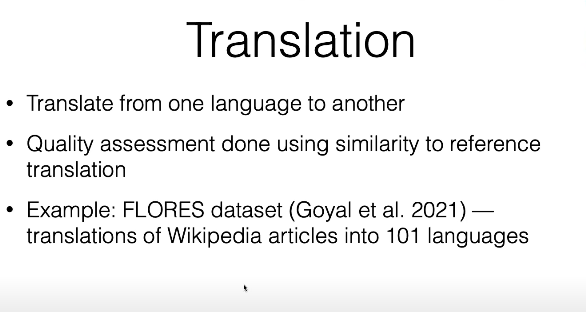 Translation
• Translate from one language to another
• Quality assessment done using similarity to reference
translation
• Example: FLORES dataset (Goyal et al. 2021) —
translations of Wikipedia articles into 101 languages